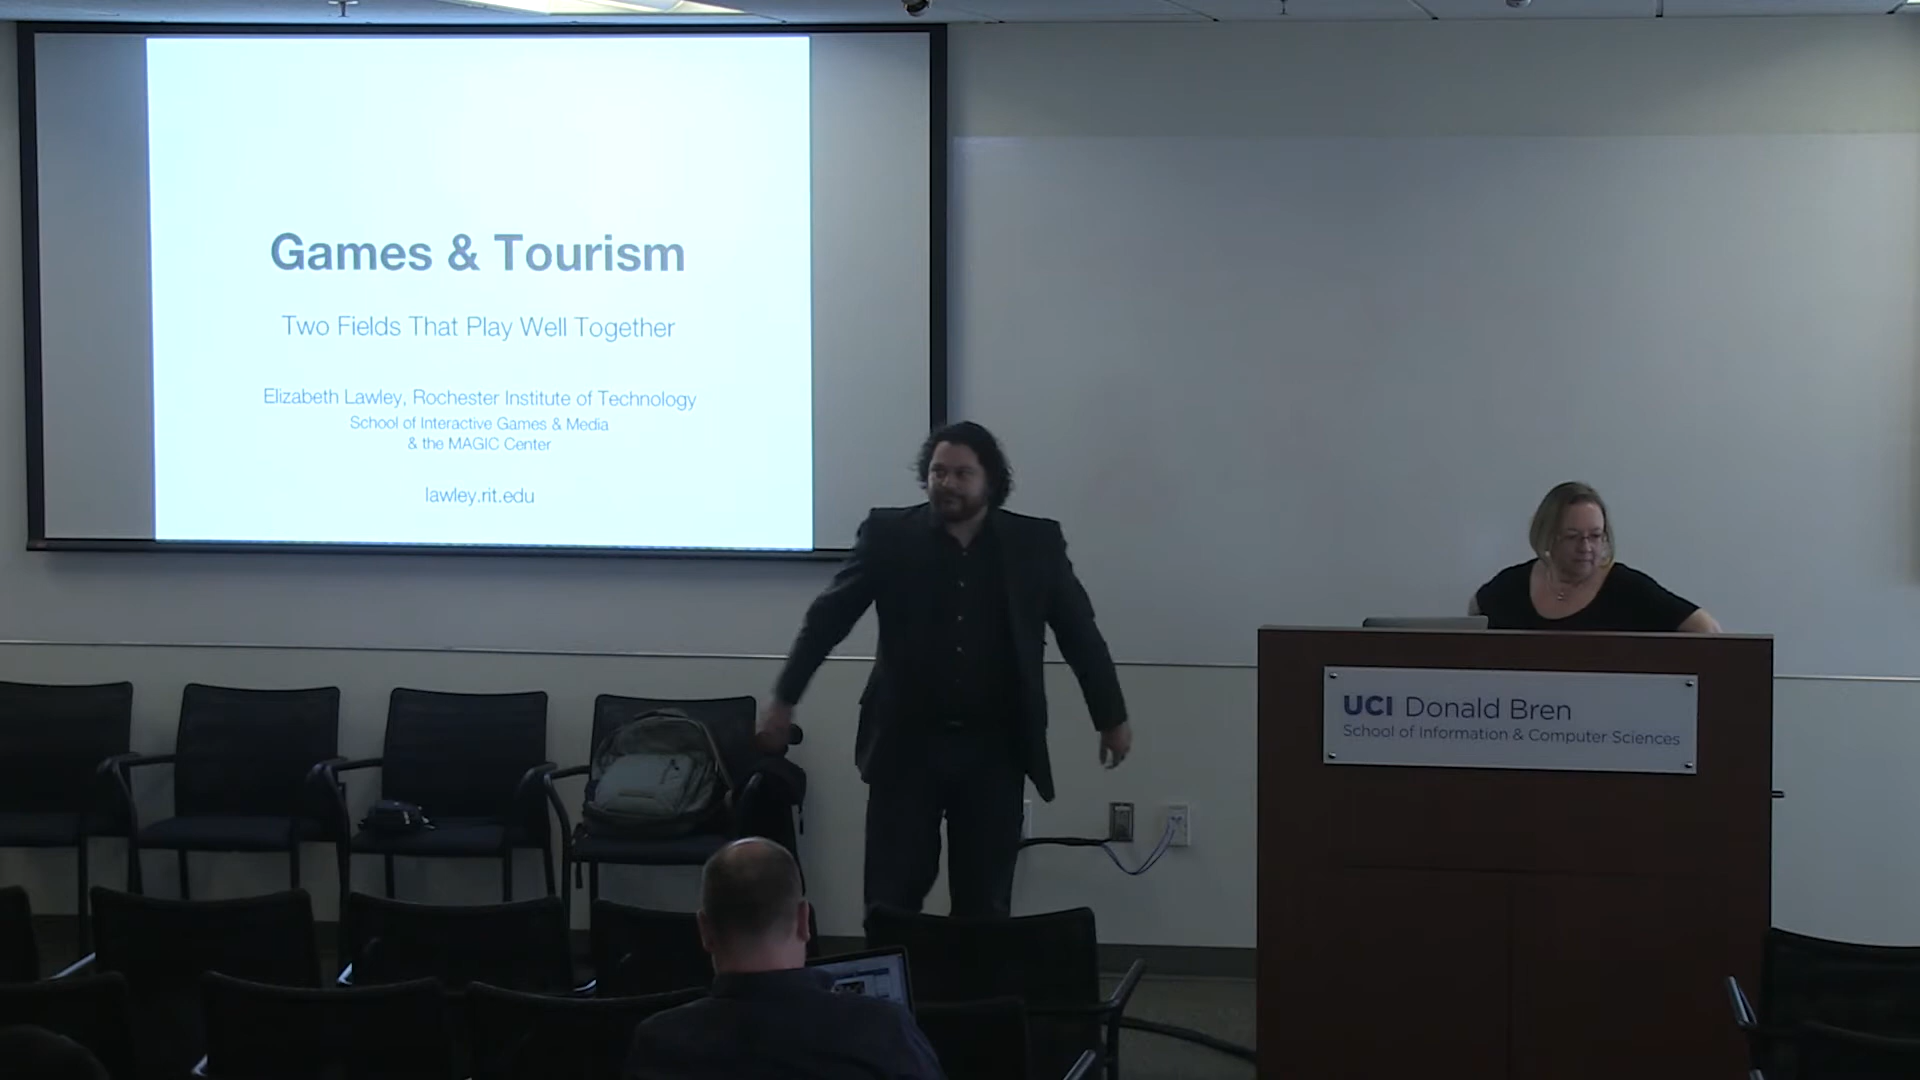 Games & Tourism
Two Fields That Play Well Together
Elizabeth Lawley, Rochester Institute of Technology
School of Interactive Games & Media
& the MAGIC Center
lawley.rit.edu
UCI Donald Bren
School of Information & Computer Sciences